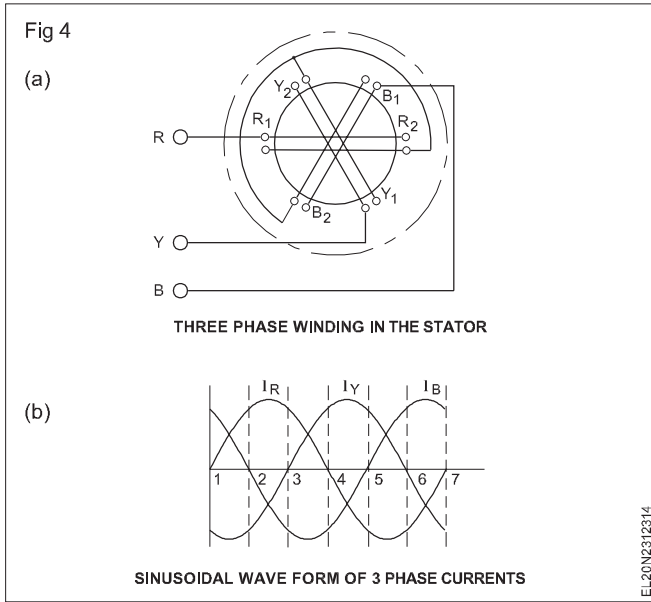 Fig 4
(a)
Y2 B1
R1 R2
R
B2 Y1
Y
B
THREE PHASE WINDING IN THE STATOR
IR IY IB
(b)
1 2 3 4 5 6 7
SINUSOIDAL WAVE FORM OF 3 PHASE CURRENTS
EL20N2312314